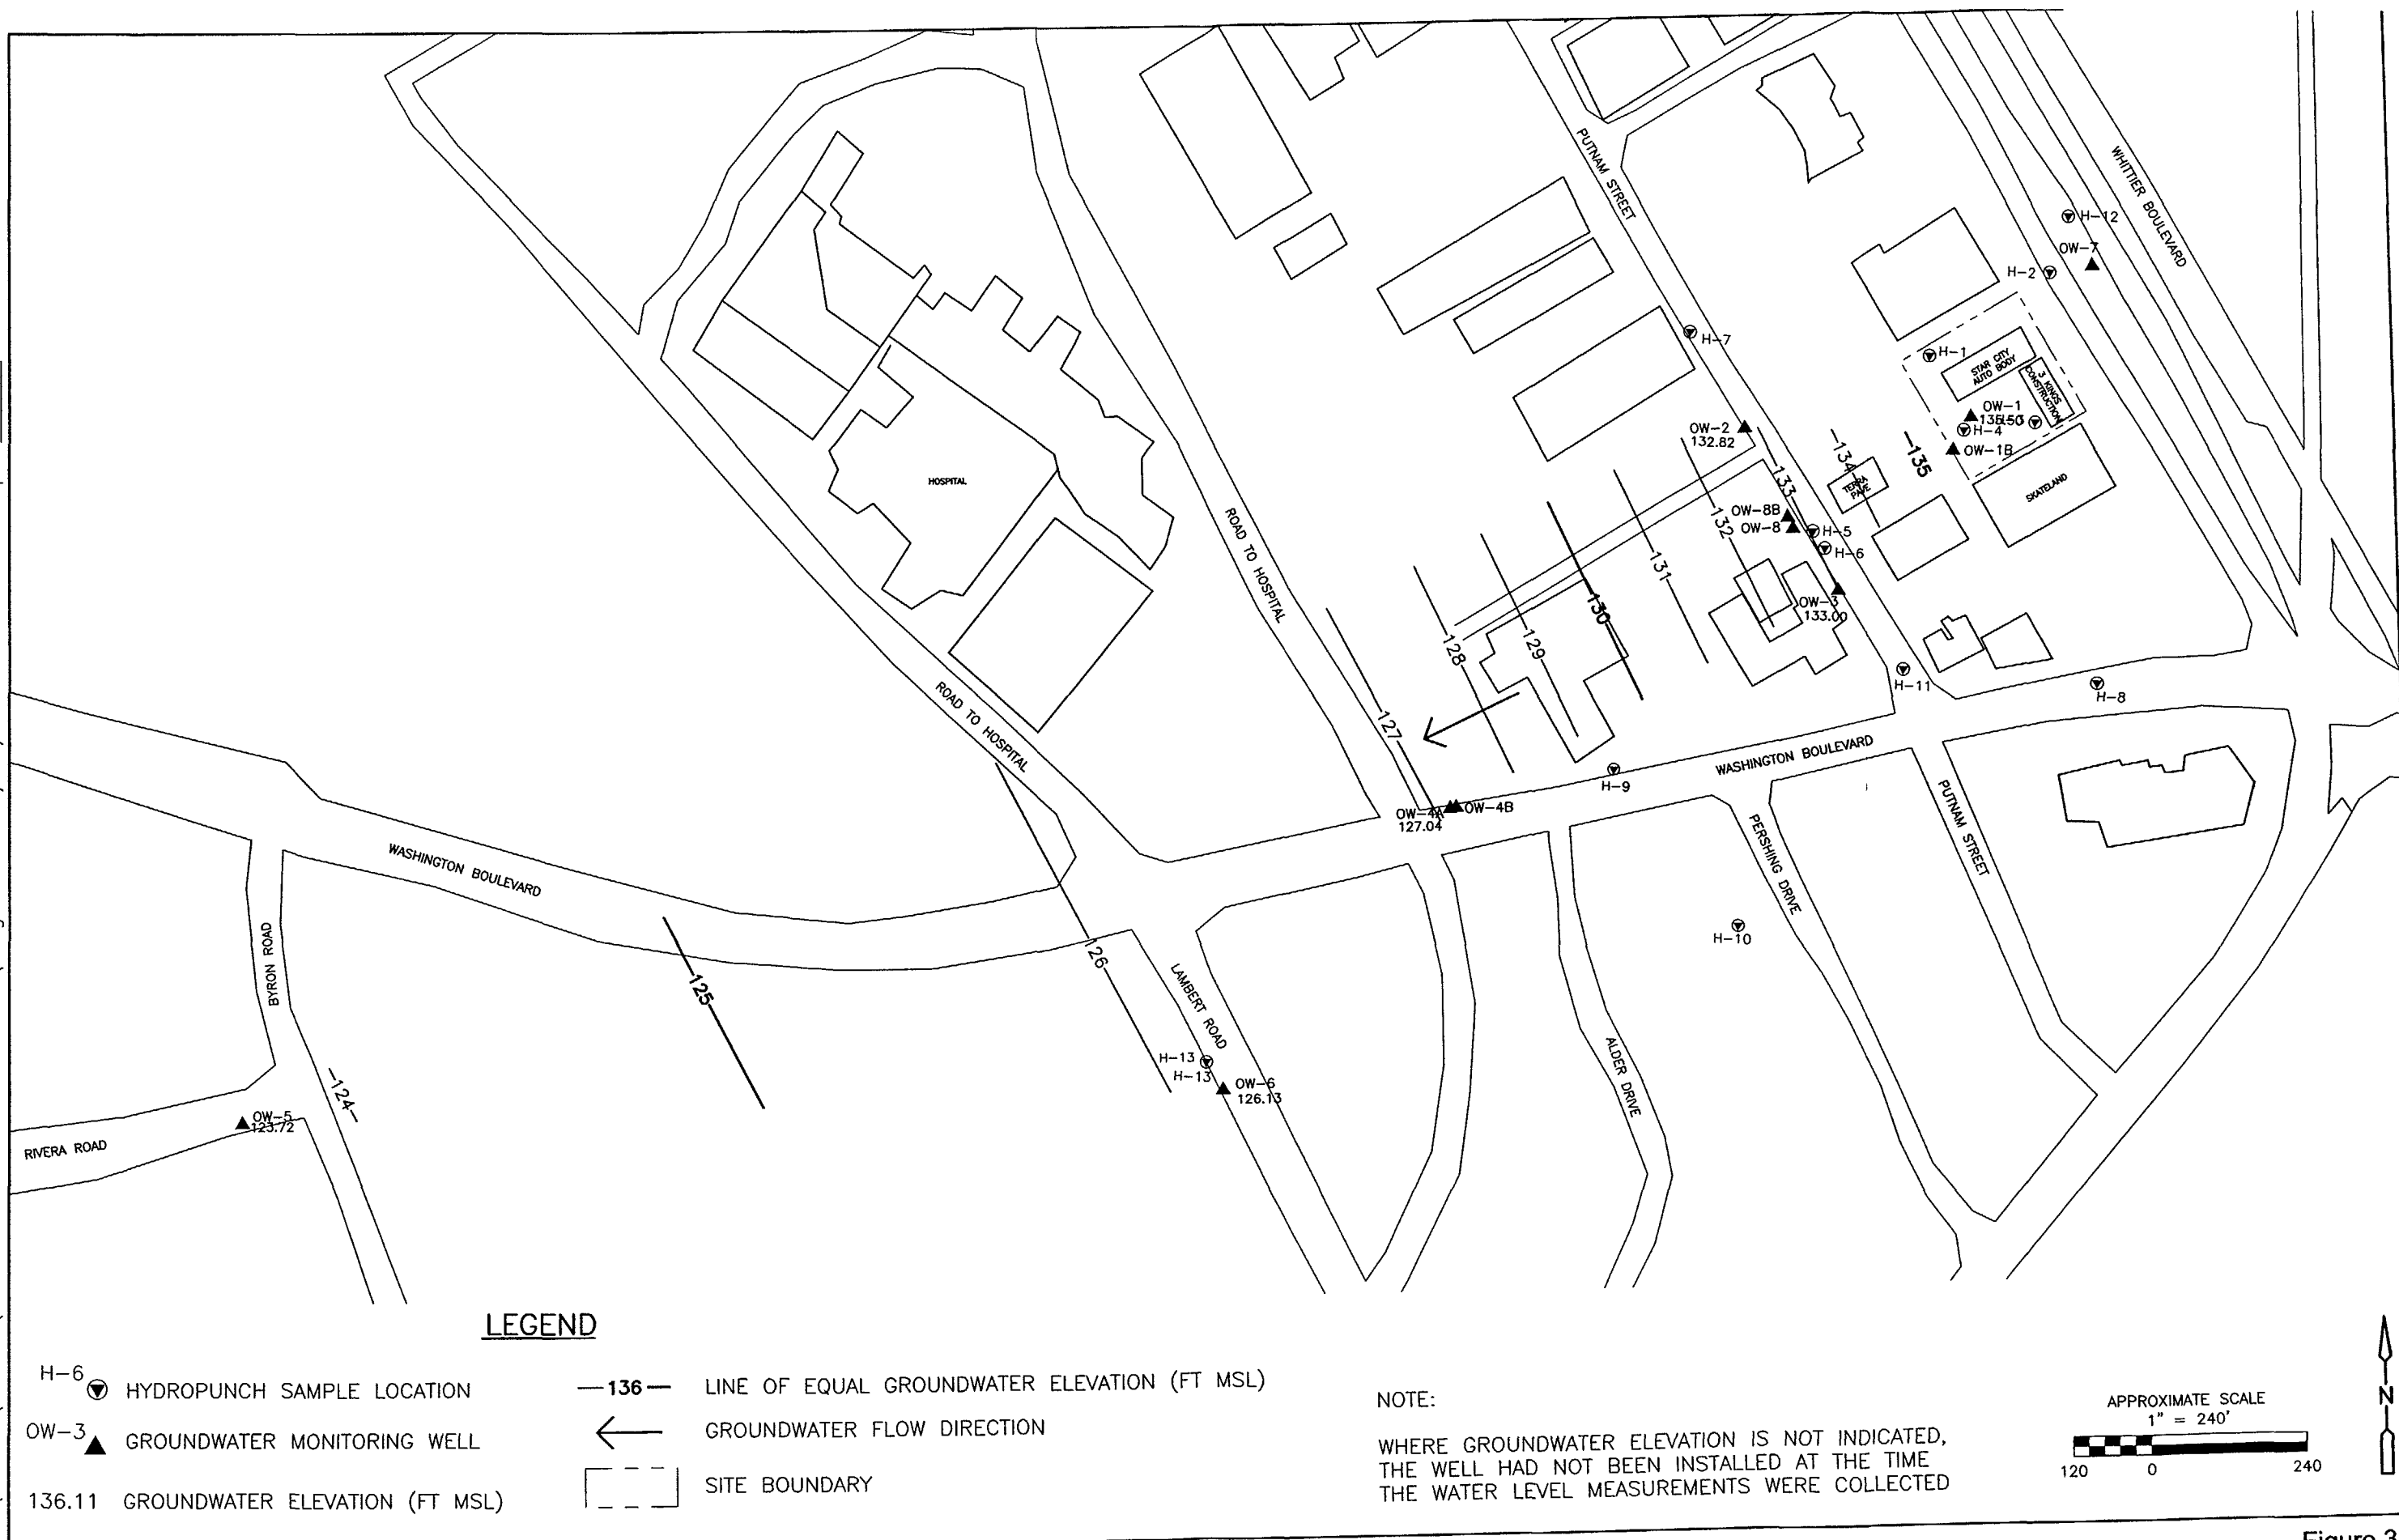 PUTNAM STREET
WHITTIER BOULEVARD
H-12
OW-7
H-2
H-7
H-1
STAR CITY
AUTO BODY
3 KINGS
CONSTRUCTION
OW-1
H-4
OW-1B
OW-2
132.82
-134-
-135
133
TERRA
PAVE
SKATELAND
HOSPITAL
OW-8B
OW-8
H-5
H-6
132
131
130
129
128
127
OW-3
133.00
ROAD TO HOSPITAL
ROAD TO HOSPITAL
H-11
H-8
WASHINGTON BOULEVARD
H-9
OW-4A
127.04
OW-4B
PERSHING DRIVE
PUTNAM STREET
WASHINGTON BOULEVARD
BYRON ROAD
125
126
LAMBERT ROAD
H-10
H-13
H-13
OW-6
126.13
ALDER DRIVE
-124-
OW-5
123.72
RIVERA ROAD
LEGEND
H-6
HYDROPUNCH SAMPLE LOCATION
OW-3
GROUNDWATER MONITORING WELL
136.11 GROUNDWATER ELEVATION (FT MSL)
-136- LINE OF EQUAL GROUNDWATER ELEVATION (FT MSL)
GROUNDWATER FLOW DIRECTION
SITE BOUNDARY
NOTE:
WHERE GROUNDWATER ELEVATION IS NOT INDICATED,
THE WELL HAD NOT BEEN INSTALLED AT THE TIME
THE WATER LEVEL MEASUREMENTS WERE COLLECTED
APPROXIMATE SCALE
1" = 240'
120 0 240
N
Figure 3